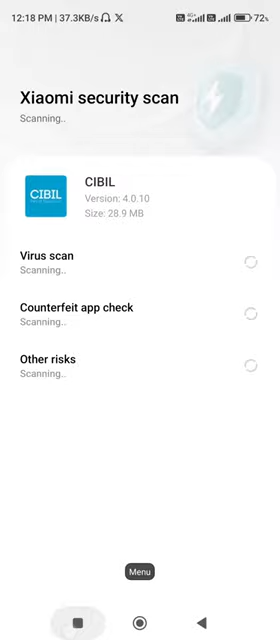 12:18 PM | 37.3KB/s
4G+
72%
Xiaomi security scan
Scanning..
CIBIL
CIBIL
Version: 4.0.10
Size: 28.9 MB
Virus scan
Scanning..
Counterfeit app check
Scanning..
Other risks
Scanning..
Menu